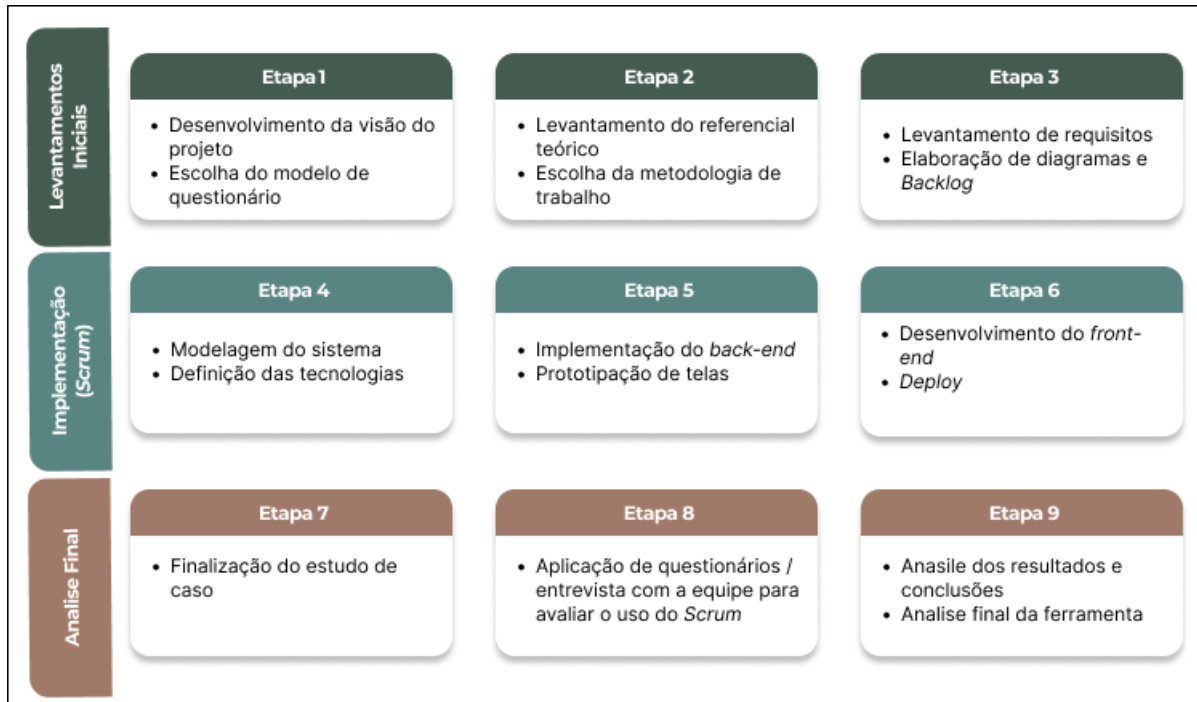 Levantamentos
Iniciais
Etapa 1
• Desenvolvimento da visão do
projeto
• Escolha do modelo de
questionário
Etapa 2
• Levantamento do referencial
teórico
• Escolha da metodologia de
trabalho
Etapa 3
• Levantamento de requisitos
• Elaboração de diagramas e
Backlog
Implementação
(Scrum)
Etapa 4
• Modelagem do sistema
• Definição das tecnologias
Etapa 5
• Implementação do back-end
• Prototipação de telas
Etapa 6
• Desenvolvimento do front-
end
• Deploy
Analise Final
Etapa 7
• Finalização do estudo de
caso
Etapa 8
• Aplicação de questionários /
entrevista com a equipe para
avaliar o uso do Scrum
Etapa 9
• Anasile dos resultados e
conclusões
• Analise final da ferramenta